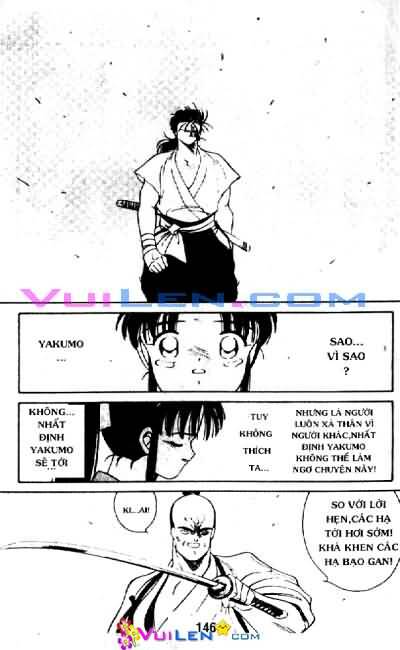 VUILEN.COM
SAO...
VÌ SAO
?
YAKUMO
...
NHƯNG LÀ NGƯỜI
LUÔN XẢ THÂN VÌ
NGƯỜI KHÁC,NHẤT
ĐỊNH YAKUMO
KHÔNG THỂ LÀM
NGƠ CHUYỆN NÀY!
TUY
KHÔNG
THÍCH
TA...
KHÔNG...
NHẤT
ĐỊNH
YAKUMO
SẼ TỚI
...
SO VỚI LỜI
HẸN,CÁC HẠ
TỚI HƠI SỚM!
KHÁ KHEN CÁC
HẠ BẠO GAN!
KI...AI!
146
VUILEN.COM